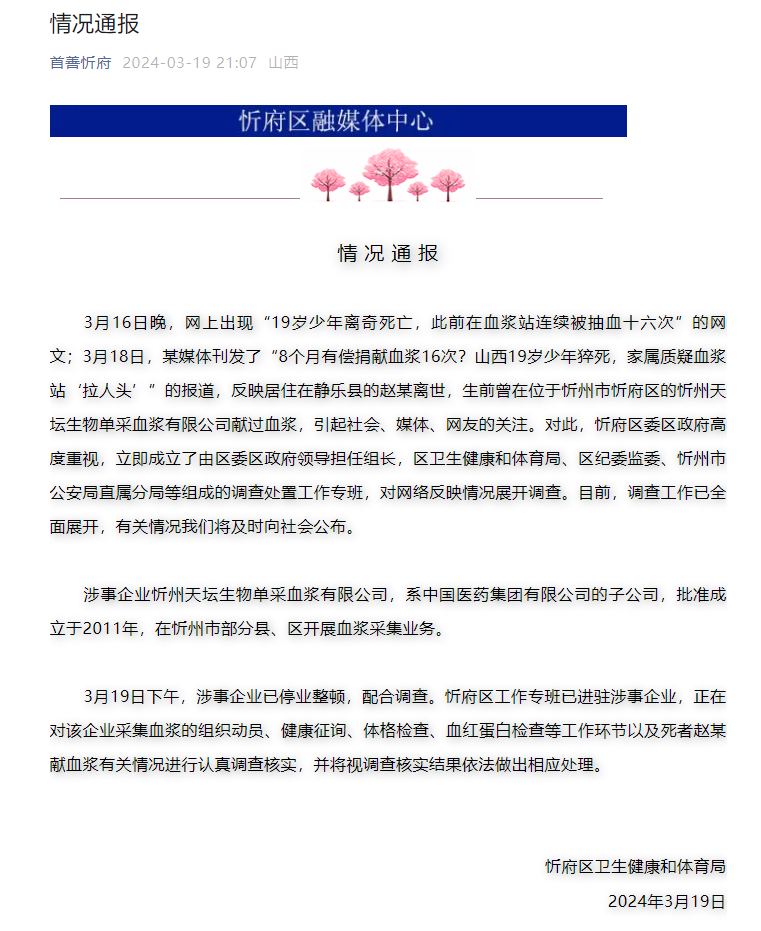 情况通报
首善忻府 2024-03-19 21:07 山西
忻府区融媒体中心
情况通报
3月16日晚，网上出现“19岁少年离奇死亡，此前在血浆站连续被抽血十六次”的网
文；3月18日，某媒体刊发了“8个月有偿捐献血浆16次？山西19岁少年猝死，家属质疑血浆
站‘拉人头’”的报道，反映居住在静乐县的赵某离世，生前曾在位于忻州市忻府区的忻州天
坛生物单采血浆有限公司献过血浆，引起社会、媒体、网友的关注。对此，忻府区委区政府高
度重视，立即成立了由区委区政府领导担任组长，区卫生健康和体育局、区纪委监委、忻州市
公安局直属分局等组成的调查处置工作专班，对网络反映情况展开调查。目前，调查工作已全
面展开，有关情况我们将及时向社会公布。
涉事企业忻州天坛生物单采血浆有限公司，系中国医药集团有限公司的子公司，批准成
立于2011年，在忻州市部分县、区开展血浆采集业务。
3月19日下午，涉事企业已停业整顿，配合调查。忻府区工作专班已进驻涉事企业，正在
对该企业采集血浆的组织动员、健康征询、体格检查、血红蛋白检查等工作环节以及死者赵某
献血浆有关情况进行认真调查核实，并将视调查核实结果依法做出相应处理。
忻府区卫生健康和体育局
2024年3月19日